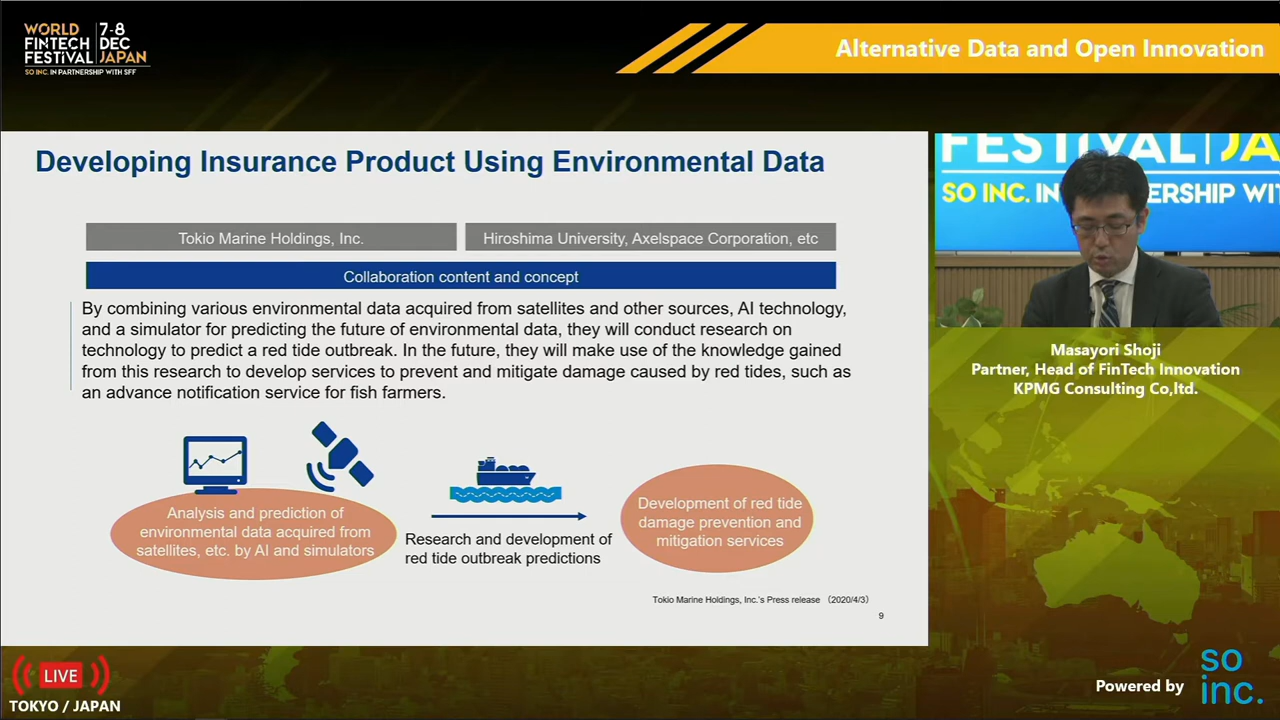 WORLD
FINTECH
FESTIVAL
7-8
DEC
JAPAN
SO INC. IN PARTNERSHIP WITH SFF
Alternative Data and Open Innovation
Developing Insurance Product Using Environmental Data
Tokio Marine Holdings, Inc.
Hiroshima University, Axelspace Corporation, etc
Collaboration content and concept
By combining various environmental data acquired from satellites and other sources, AI technology,
and a simulator for predicting the future of environmental data, they will conduct research on
technology to predict a red tide outbreak. In the future, they will make use of the knowledge gained
from this research to develop services to prevent and mitigate damage caused by red tides, such as
an advance notification service for fish farmers.
Analysis and prediction of
environmental data acquired from
satellites, etc. by AI and simulators
Research and development of
red tide outbreak predictions
Development of red tide
damage prevention and
mitigation services
Tokio Marine Holdings, Inc.'s Press release （2020/4/3）
9
FESTIVAL JA
SO INC. IN ERSHIP WIT
Masayori Shoji
Partner, Head of FinTech Innovation
KPMG Consulting Co,ltd.
LIVE
TOKYO / JAPAN
Powered by
so
inc.